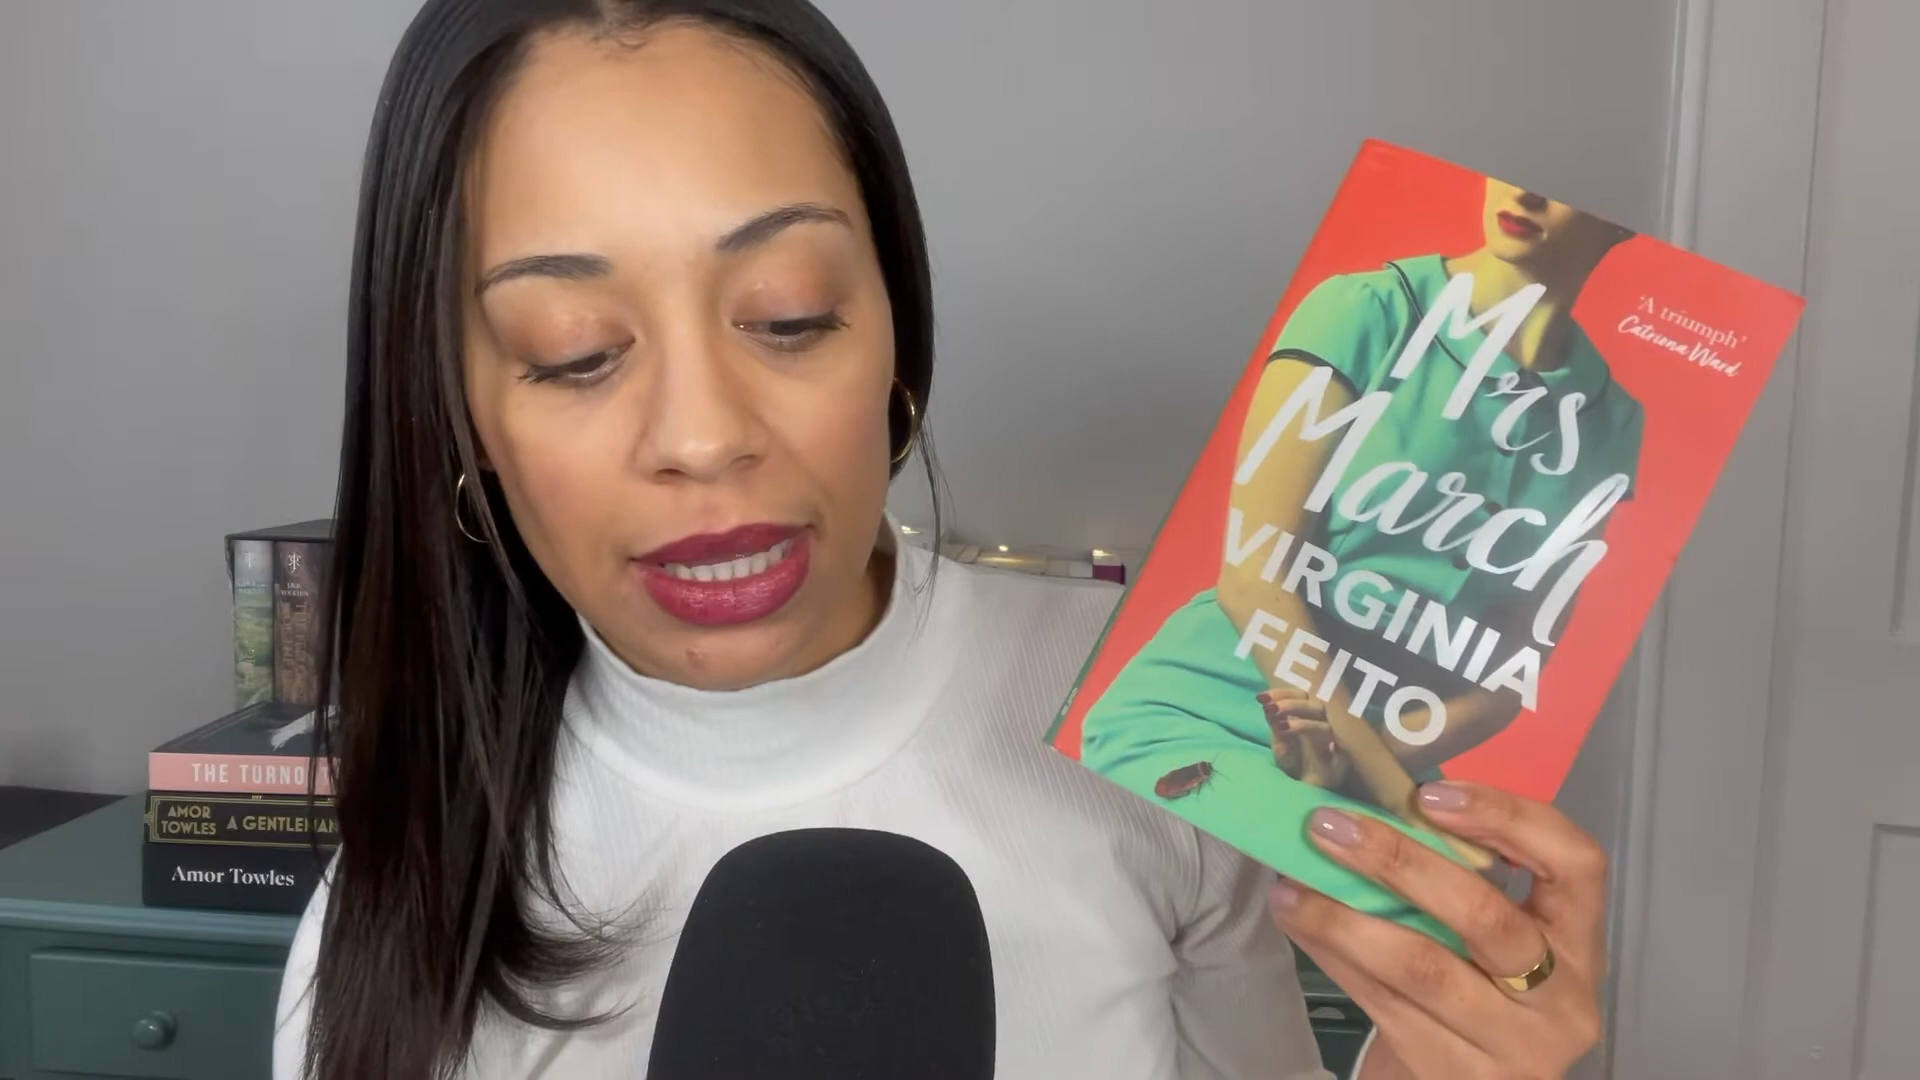 'A triumph'
Catriona Ward
Mrs
March
VIRGINIA
FEITO
THE TURNO
AMOR
TOWLES
A GENTLEMAN
Amor Towles